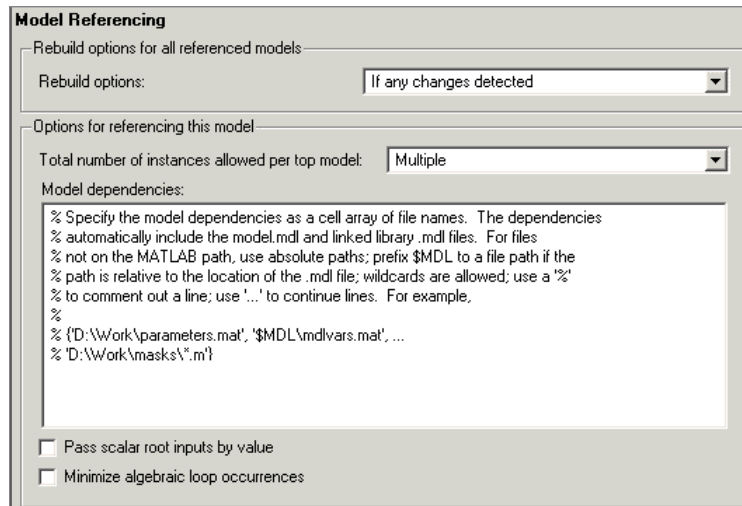 Model Referencing
Rebuild options for all referenced models
Rebuild options: If any changes detected
Options for referencing this model
Total number of instances allowed per top model: Multiple
Model dependencies:
% Specify the model dependencies as a cell array of file names.  The dependencies
% automatically include the model.mdl and linked library .mdl files.  For files
% not on the MATLAB path, use absolute paths; prefix $MDL to a file path if the
% path is relative to the location of the .mdl file; wildcards are allowed; use a '%'
% to comment out a line; use '...' to continue lines.  For example,
%
% {'D:\Work\parameters.mat', '$MDL\mdlvars.mat', ...
% 'D:\Work\masks\*.m'}
Pass scalar root inputs by value
Minimize algebraic loop occurrences